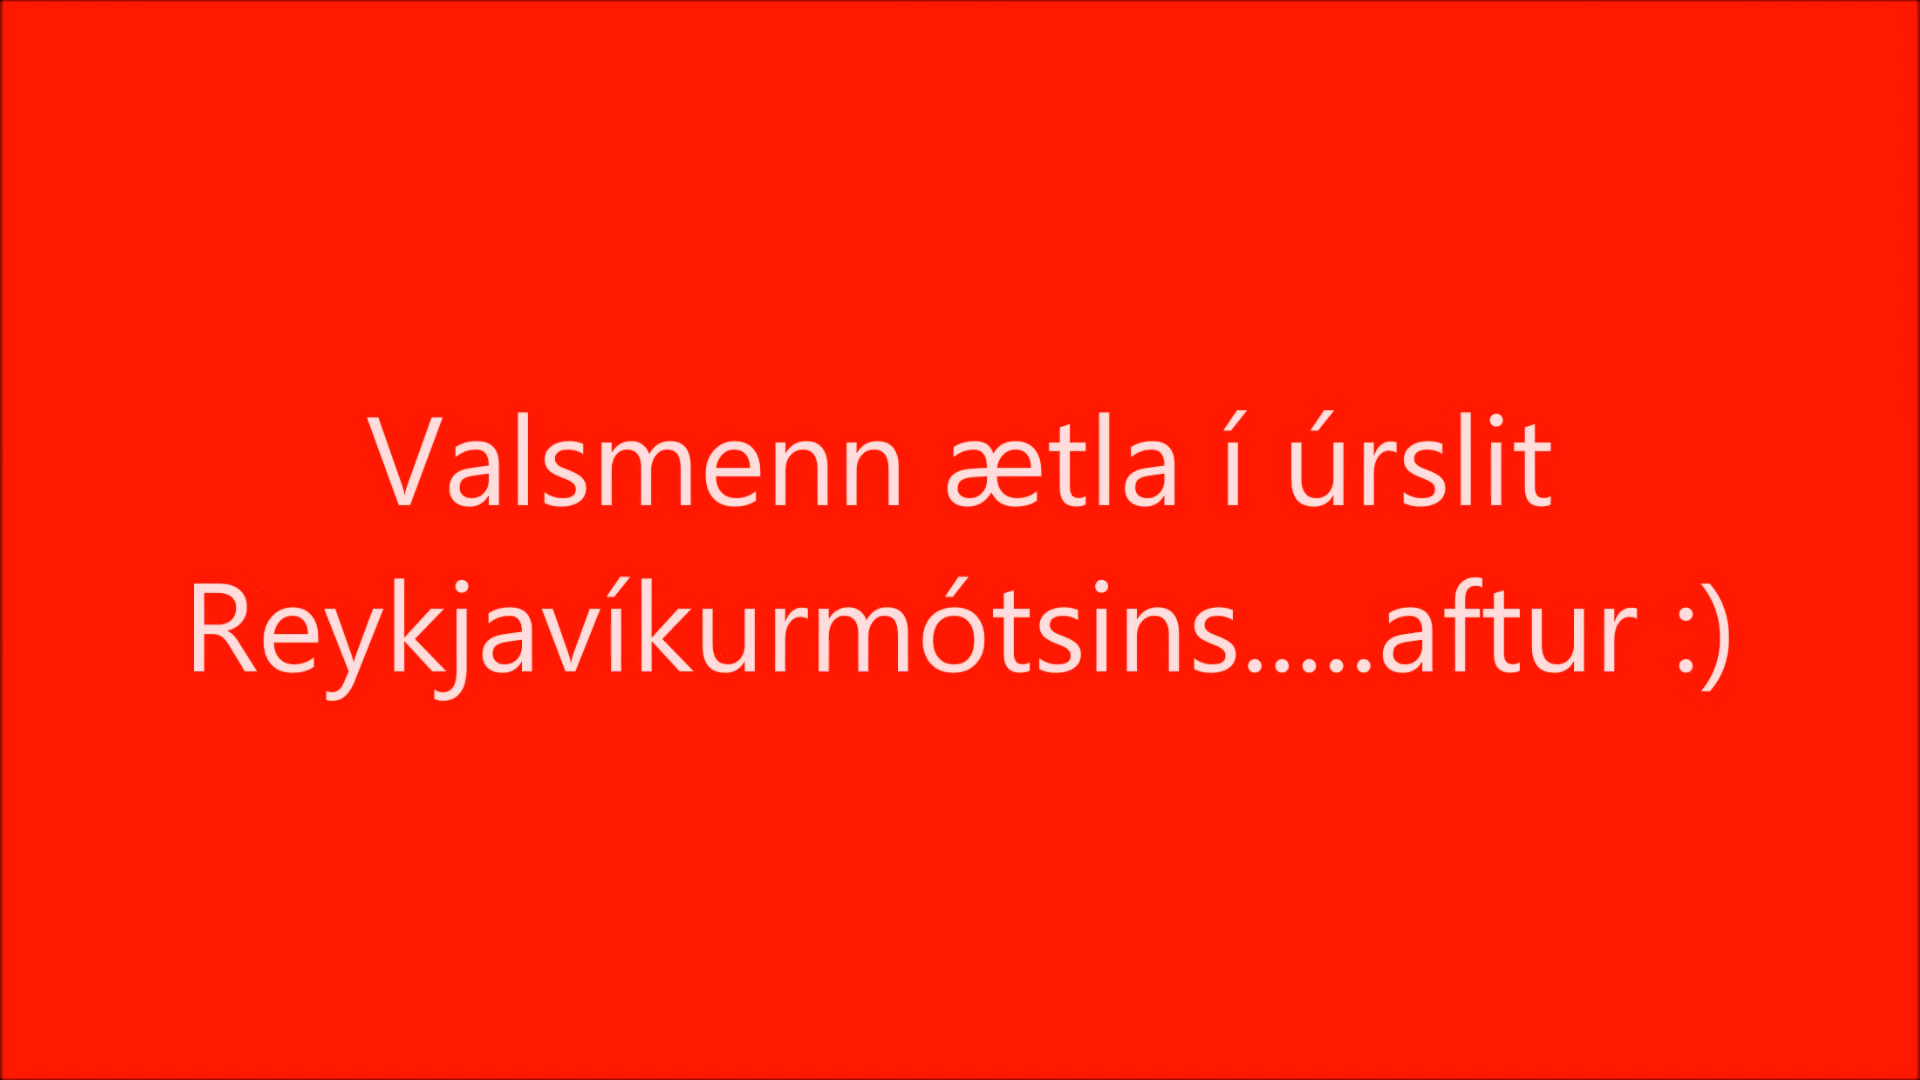 Valsmenn ætla í úrslit
Reykjavíkurmótsins.....aftur :)